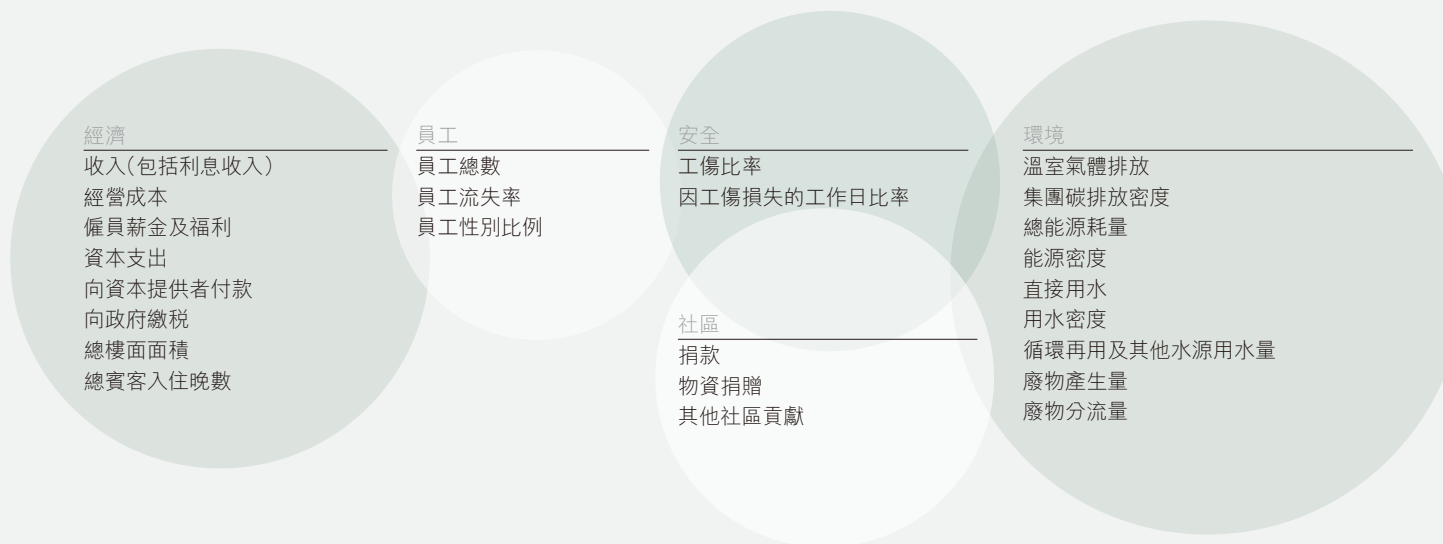 經濟
收入(包括利息收入)
經營成本
僱員薪金及福利
資本支出
向資本提供者付款
向政府繳稅
總樓面面積
總賓客入住晚數
員工
員工總數
員工流失率
員工性別比例
安全
工傷比率
因工傷損失的工作日比率
社區
捐款
物資捐贈
其他社區貢獻
環境
溫室氣體排放
集團碳排放密度
總能源耗量
能源密度
直接用水
用水密度
循環再用及其他水源用水量
廢物產生量
廢物分流量